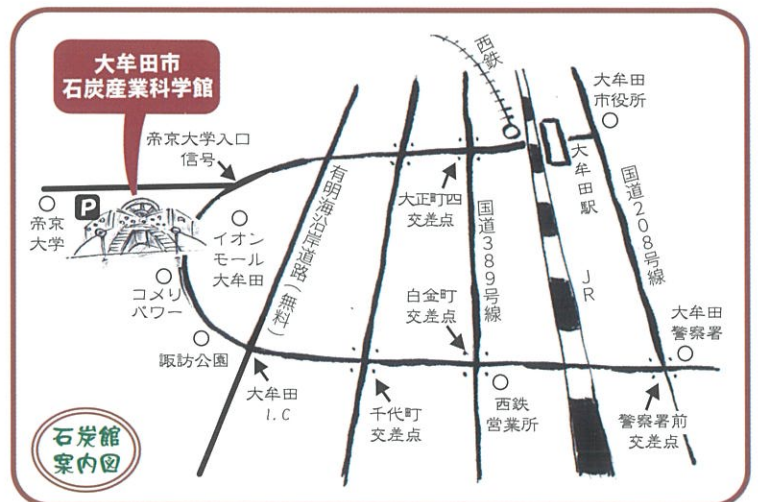 大牟田市
石炭産業科学館
西鉄
大牟田
市役所
帝京大学入口
信号
P
帝京
大学
イオン
モール
大牟田
有明海沿岸道路(無料)
大正町四
交差点
国道389号線
大牟田駅
国道208号線
JR
コメリ
パワー
白金町
交差点
大牟田
警察署
諏訪公園
大牟田
I.C
千代町
交差点
西鉄
営業所
警察署前
交差点
石炭館
案内図